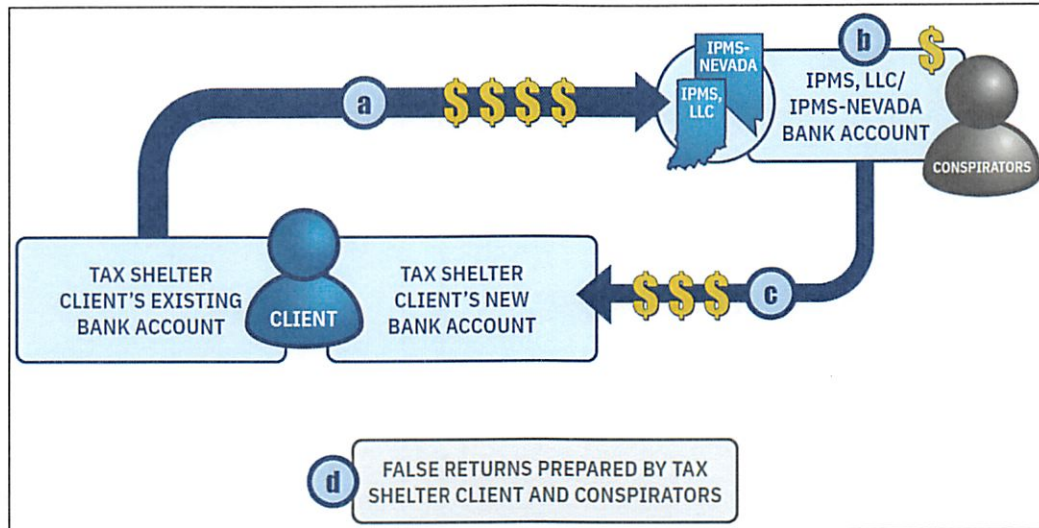 IPMS-
NEVADA
IPMS,
LLC
b
$
IPMS, LLC/
IPMS-NEVADA
BANK ACCOUNT
CONSPIRATORS
a
$ $ $ $
TAX SHELTER
CLIENT'S EXISTING
BANK ACCOUNT
CLIENT
TAX SHELTER
CLIENT'S NEW
BANK ACCOUNT
$ $ $
c
d
FALSE RETURNS PREPARED BY TAX
SHELTER CLIENT AND CONSPIRATORS